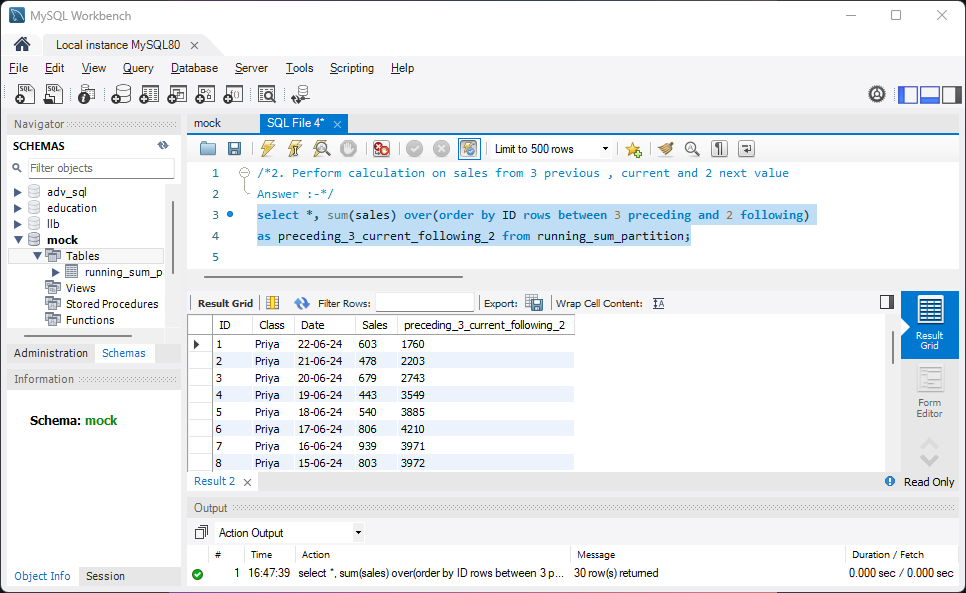 MySQL Workbench
Local instance MySQL80
File Edit View Query Database Server Tools Scripting Help
Navigator
SCHEMAS
Filter objects
adv_sql
education
llb
mock
Tables
running_sum_p
Views
Stored Procedures
Functions
Administration Schemas
Information
Schema: mock
Object Info Session
mock SQL File 4*
Limit to 500 rows
1 /*2. Perform calculation on sales from 3 previous , current and 2 next value
2 Answer :-*/
3 select *, sum(sales) over(order by ID rows between 3 preceding and 2 following)
4 as preceding_3_current_following_2 from running_sum_partition;
5
Result Grid Filter Rows: Export: Wrap Cell Content:
ID Class Date Sales preceding_3_current_following_2
1 Priya 22-06-24 603 1760
2 Priya 21-06-24 478 2203
3 Priya 20-06-24 679 2743
4 Priya 19-06-24 443 3549
5 Priya 18-06-24 540 3885
6 Priya 17-06-24 806 4210
7 Priya 16-06-24 939 3971
8 Priya 15-06-24 803 3972
Result
Grid
Form
Editor
Result 2
Read Only
Output
Action Output
# Time Action Message Duration / Fetch
1 16:47:39 select *, sum(sales) over(order by ID rows between 3 p... 30 row(s) returned 0.000 sec / 0.000 sec